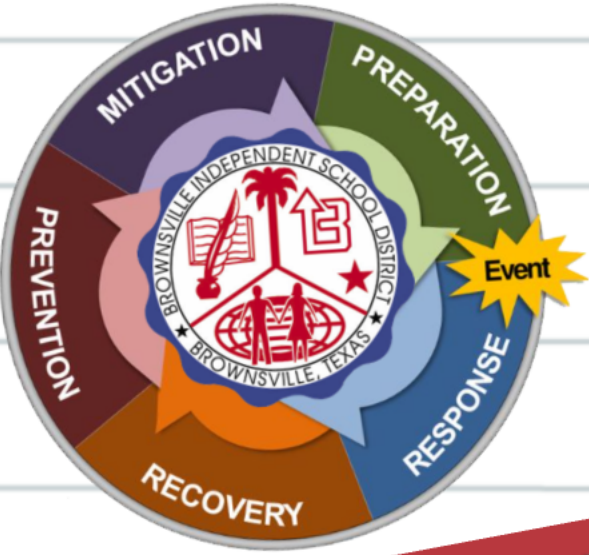 MITIGATION
PREPARATION
Event
RESPONSE
RECOVERY
PREVENTION
BROWNSVILLE INDEPENDENT SCHOOL DISTRICT
★ BROWNSVILLE, TEXAS ★
B